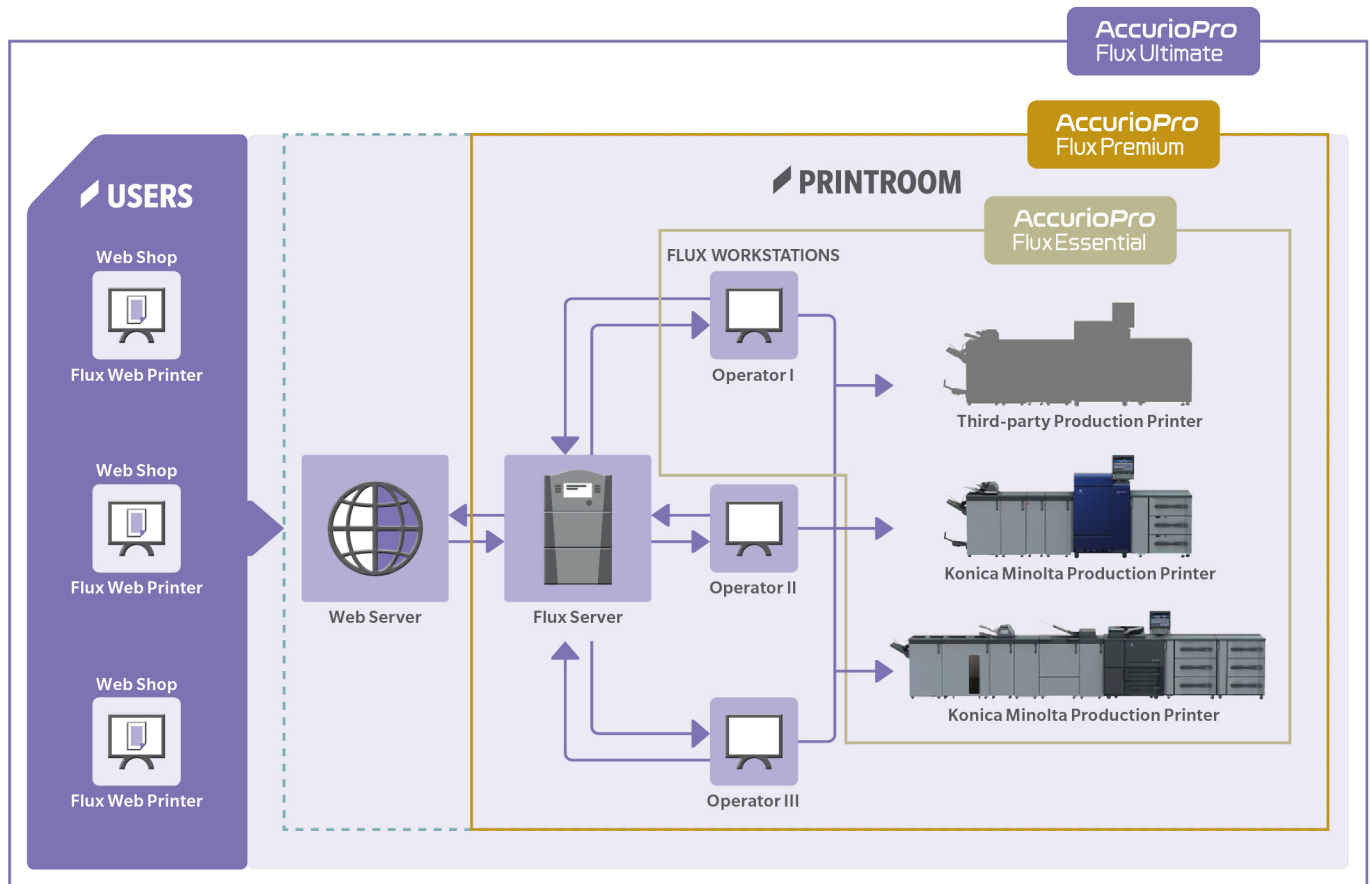 AccurioPro
Flux Ultimate
AccurioPro
Flux Premium
USERS
PRINTROOM
AccurioPro
Flux Essential
Web Shop
FLUX WORKSTATIONS
Flux Web Printer
Operator I
Third-party Production Printer
Web Shop
Flux Web Printer
Web Server
Flux Server
Operator II
Konica Minolta Production Printer
Web Shop
Flux Web Printer
Operator III
Konica Minolta Production Printer